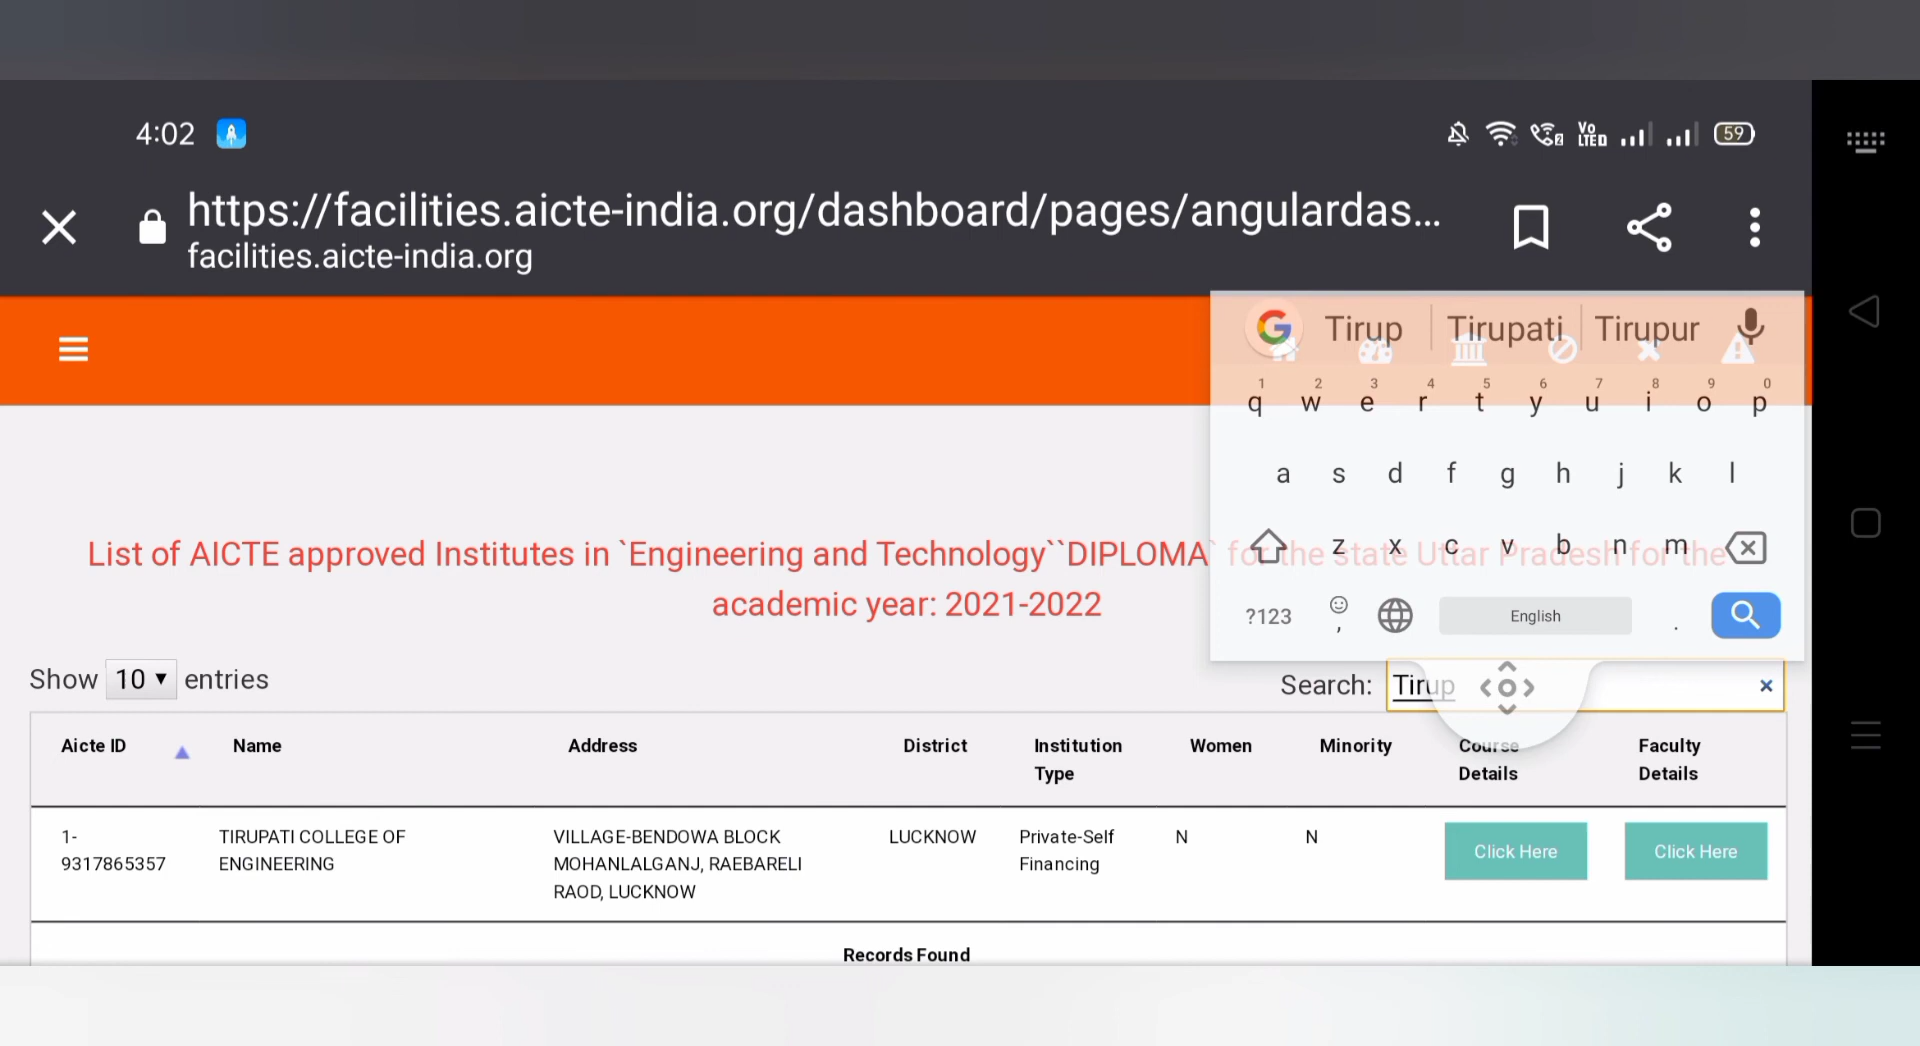 4:02
Vo
LTED
59
https://facilities.aicte-india.org/dashboard/pages/angulardas...
facilities.aicte-india.org
Tirup Tirupati Tirupur
1 2 3 4 5 6 7 8 9 0
q w e r t y u i o p
a s d f g h j k l
z x c v b n m
?123 , English .
List of AICTE approved Institutes in `Engineering and Technology``DIPLOMA` for the state Uttar Pradesh for the
academic year: 2021-2022
Show 10 entries
Search: Tirup
Aicte ID Name Address District Institution Type Women Minority Course Details Faculty Details
1-9317865357
TIRUPATI COLLEGE OF
ENGINEERING
VILLAGE-BENDOWA BLOCK
MOHANLALGANJ, RAEBARELI
RAOD, LUCKNOW
LUCKNOW
Private-Self
Financing
N
N
Click Here
Click Here
Records Found